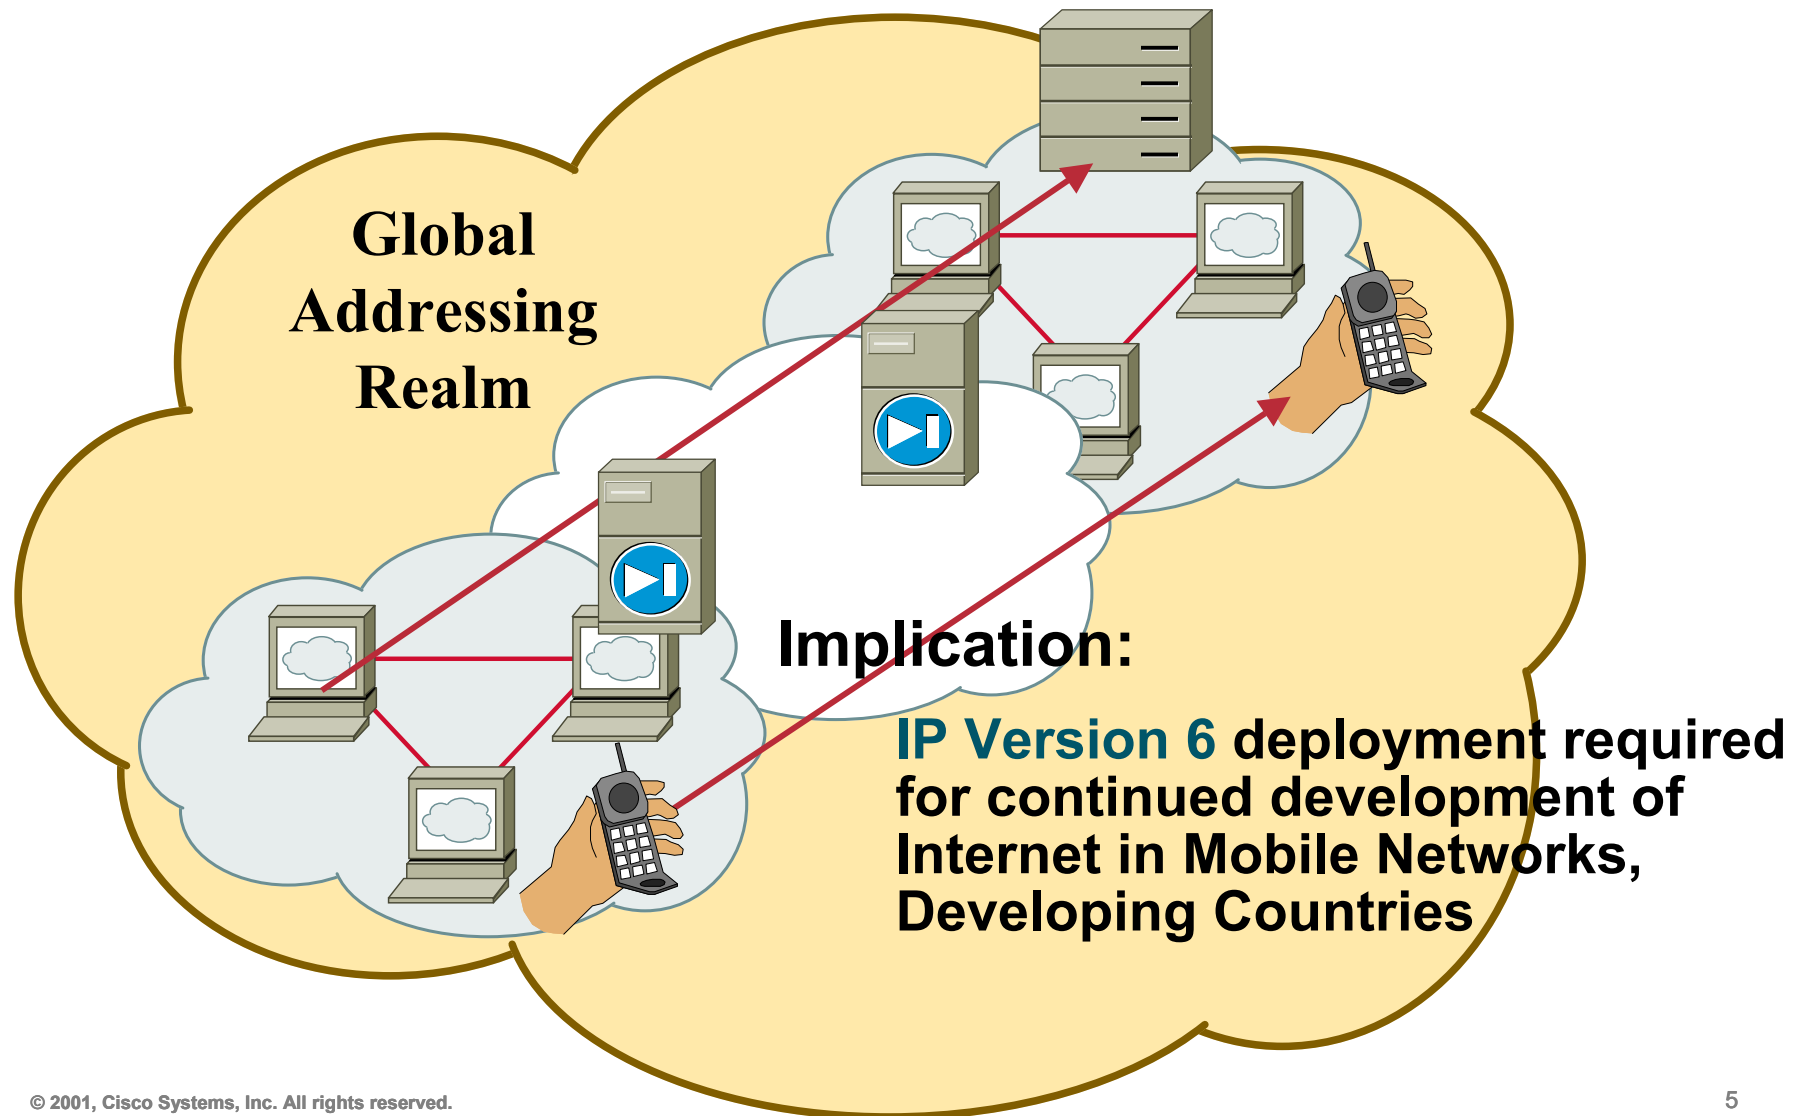 Global
Addressing
Realm
Implication:
IP Version 6 deployment required
for continued development of
Internet in Mobile Networks,
Developing Countries
© 2001, Cisco Systems, Inc. All rights reserved.
5